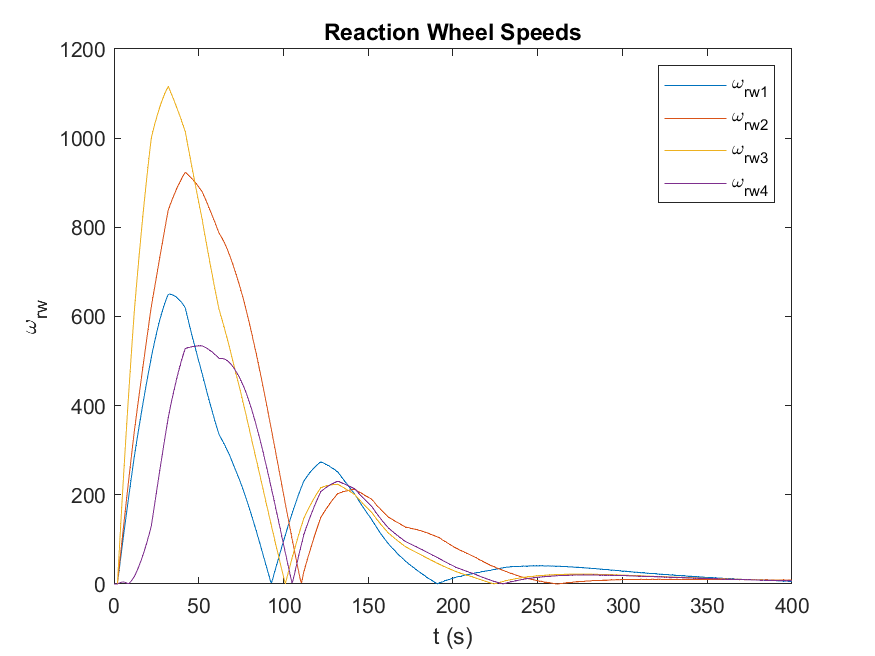 Reaction Wheel Speeds
1200
1000
800
600
400
200
0
ω_rw
ω_rw1
ω_rw2
ω_rw3
ω_rw4
0 50 100 150 200 250 300 350 400
t (s)